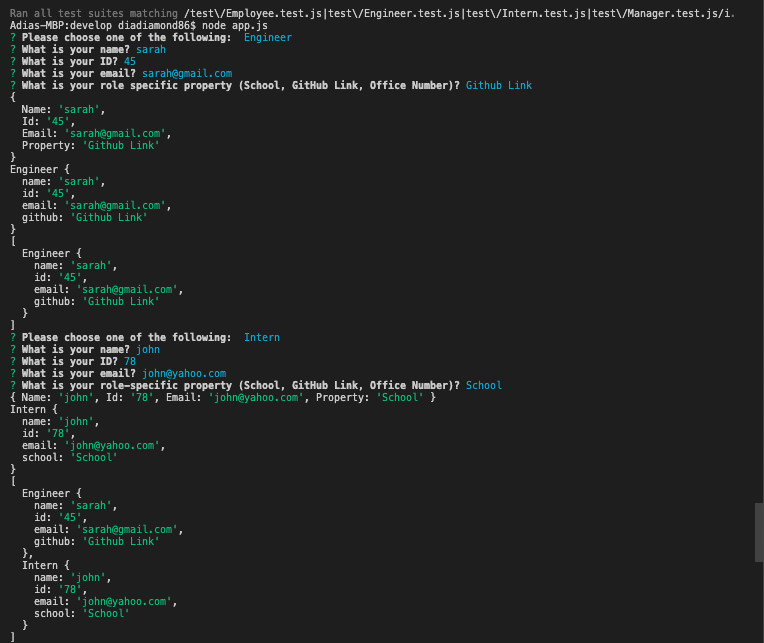 Ran all test suites matching /test\/Employee.test.js|test\/Engineer.test.js|test\/Intern.test.js|test\/Manager.test.js/i.
Adias-MBP:develop diadiamond86$ node app.js
? Please choose one of the following:  Engineer
? What is your name? sarah
? What is your ID? 45
? What is your email? sarah@gmail.com
? What is your role specific property (School, GitHub Link, Office Number)? Github Link
{
  Name: 'sarah',
  Id: '45',
  Email: 'sarah@gmail.com',
  Property: 'Github Link'
}
Engineer {
  name: 'sarah',
  id: '45',
  email: 'sarah@gmail.com',
  github: 'Github Link'
}
[
  Engineer {
    name: 'sarah',
    id: '45',
    email: 'sarah@gmail.com',
    github: 'Github Link'
  }
]
? Please choose one of the following:  Intern
? What is your name? john
? What is your ID? 78
? What is your email? john@yahoo.com
? What is your role-specific property (School, GitHub Link, Office Number)? School
{ Name: 'john', Id: '78', Email: 'john@yahoo.com', Property: 'School' }
Intern {
  name: 'john',
  id: '78',
  email: 'john@yahoo.com',
  school: 'School'
}
[
  Engineer {
    name: 'sarah',
    id: '45',
    email: 'sarah@gmail.com',
    github: 'Github Link'
  },
  Intern {
    name: 'john',
    id: '78',
    email: 'john@yahoo.com',
    school: 'School'
  }
]